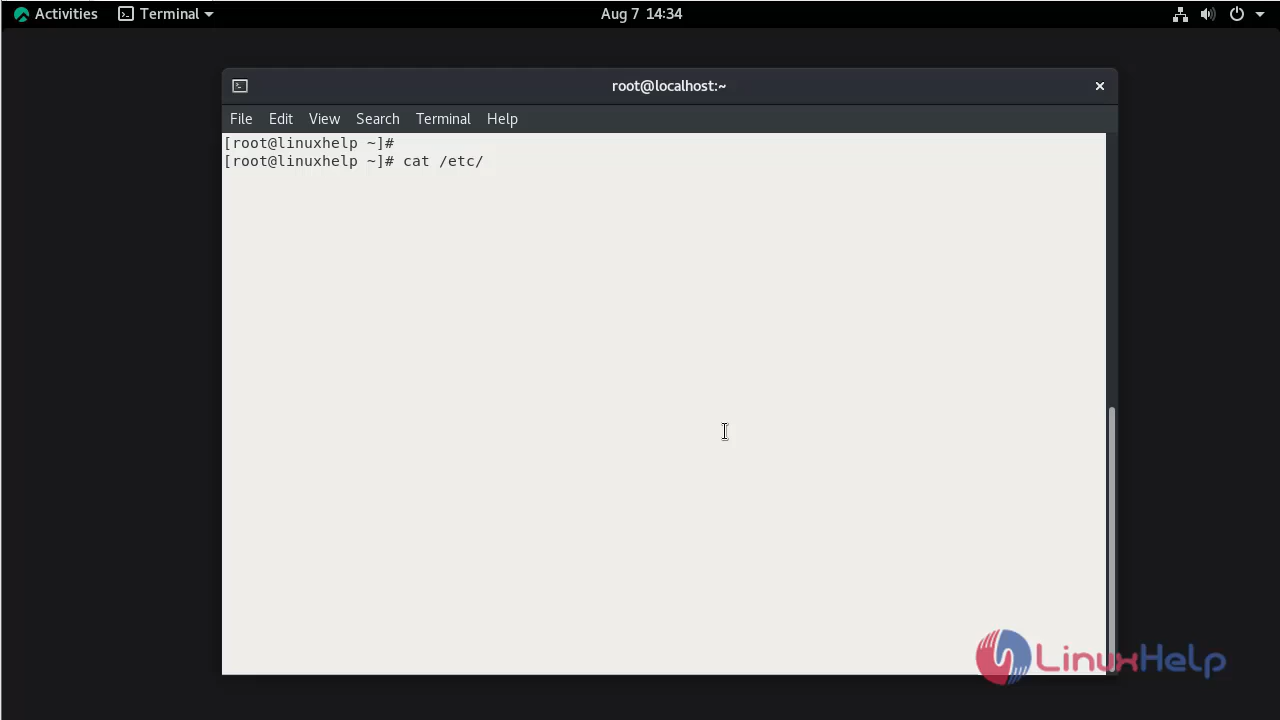 Activities Terminal Aug 7 14:34
root@localhost:~
File Edit View Search Terminal Help
[root@linuxhelp ~]#
[root@linuxhelp ~]# cat /etc/
LinuxHelp